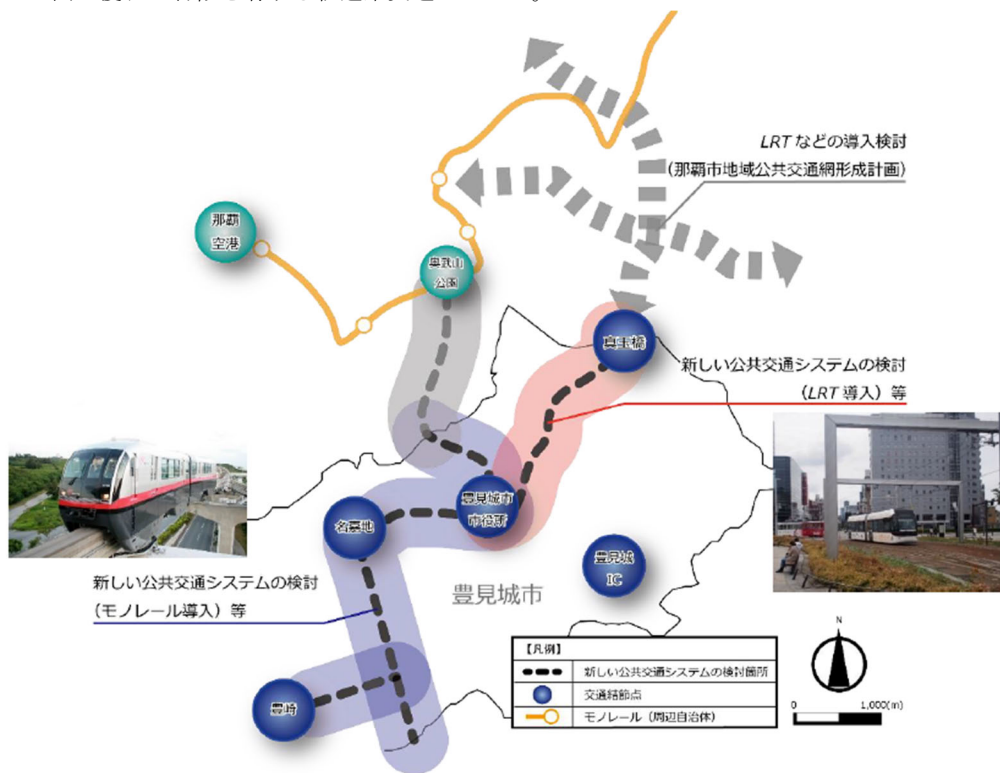 LRTなどの導入検討
(那覇市地域公共交通網形成計画)
那覇
空港
奥武山
公園
真玉橋
新しい公共交通システムの検討
(LRT導入)等
豊見城市
市役所
名嘉地
豊見城
IC
新しい公共交通システムの検討
(モノレール導入)等
豊見城市
豊崎
【凡例】
新しい公共交通システムの検討箇所
交通結節点
モノレール(周辺自治体)
N
0 1,000(m)